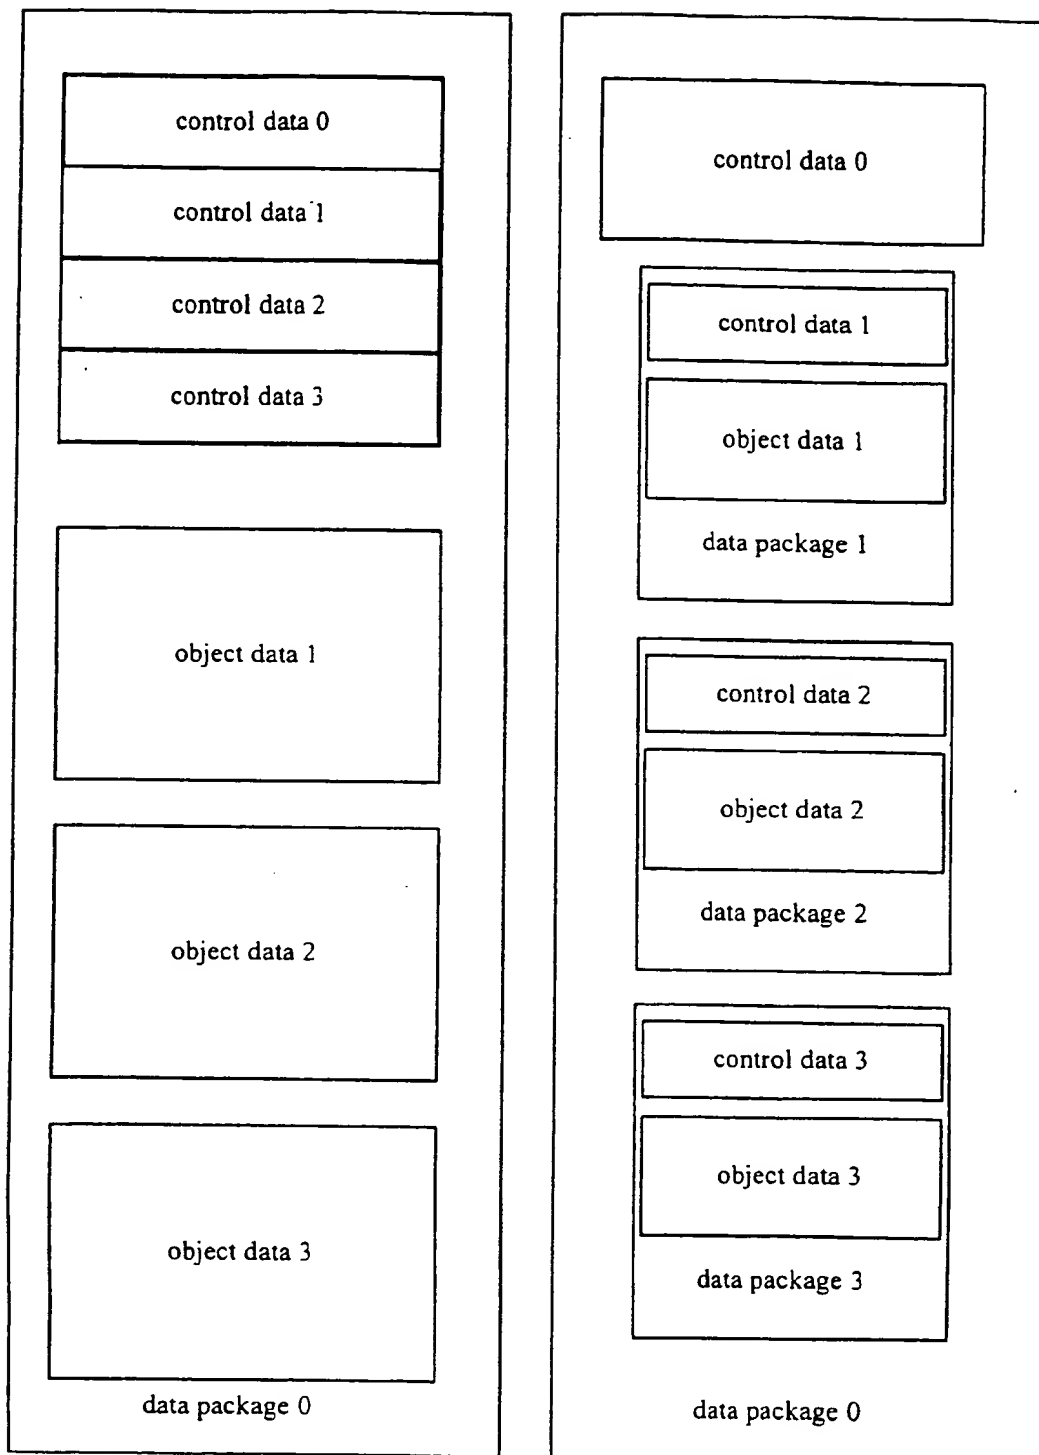 control data 0
control data 1
control data 2
control data 3
object data 1
object data 2
object data 3
data package 0
control data 0
control data 1
object data 1
data package 1
control data 2
object data 2
data package 2
control data 3
object data 3
data package 3
data package 0